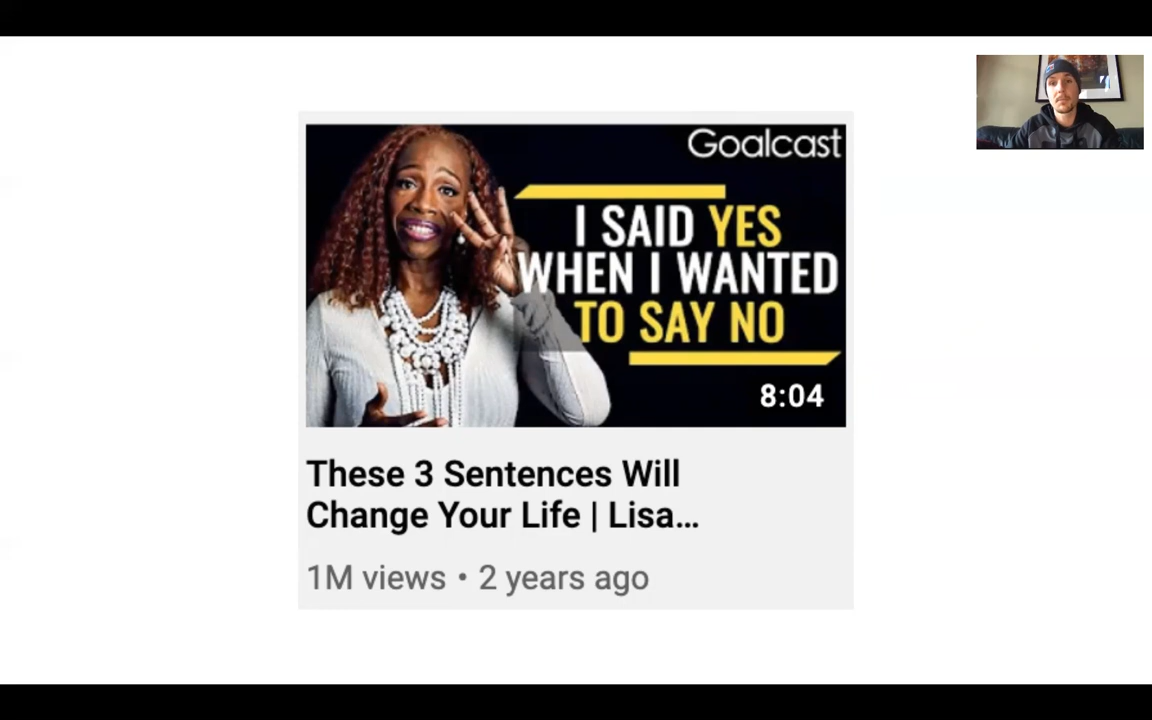 Goalcast
I SAID YES
WHEN I WANTED
TO SAY NO
8:04
These 3 Sentences Will
Change Your Life | Lisa...
1M views • 2 years ago